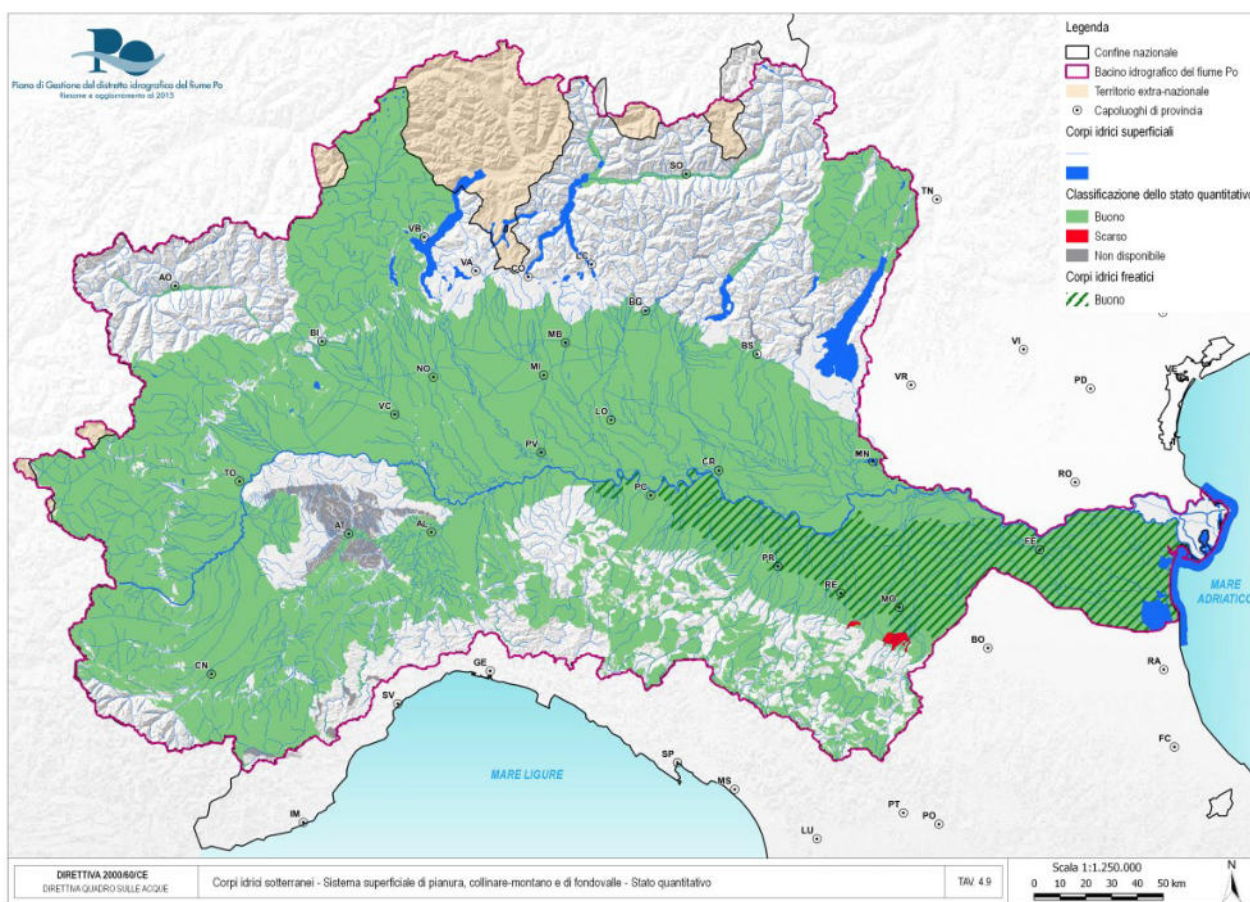 Po
Piano di Gestione del distretto idrografico del fiume Po
Riesame e aggiornamento al 2015
Legenda
Confine nazionale
Bacino idrografico del fiume Po
Territorio extra-nazionale
Capoluoghi di provincia
Corpi idrici superficiali
Classificazione dello stato quantitativo
Buono
Scarso
Non disponibile
Corpi idrici freatici
Buono
SO
TN
VB
VA
CO
LC
AO
BG
BI
MB
BS
VI
VE
NO
MI
VR
PD
VC
LO
PV
CR
MN
TO
PC
RO
AT
AL
FE
PR
RE
MO
MARE
ADRIATICO
BO
RA
CN
GE
SV
FC
SP
MARE LIGURE
MS
IM
PT
PO
LU
DIRETTIVA 2000/60/CE
DIRETTIVA QUADRO SULLE ACQUE
Corpi idrici sotterranei - Sistema superficiale di pianura, collinare-montano e di fondovalle - Stato quantitativo
TAV. 4.9
Scala 1:1.250.000
0 10 20 30 40 50 km
N